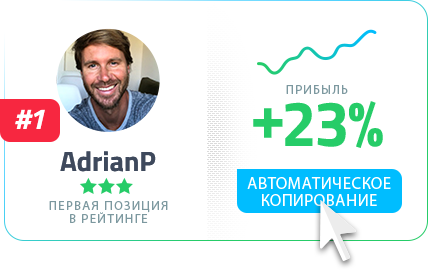 #1
AdrianP
ПЕРВАЯ ПОЗИЦИЯ
В РЕЙТИНГЕ
ПРИБЫЛЬ
+23%
АВТОМАТИЧЕСКОЕ
КОПИРОВАНИЕ